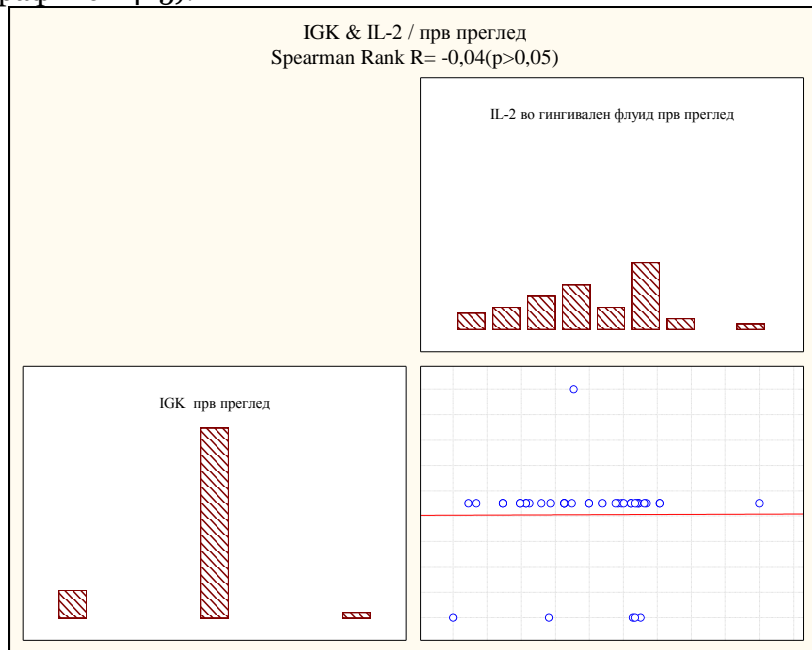 IGK & IL-2 / прв преглед
Spearman Rank R= -0,04(p>0,05)
IL-2 во гингивален флуид прв преглед
IGK прв преглед